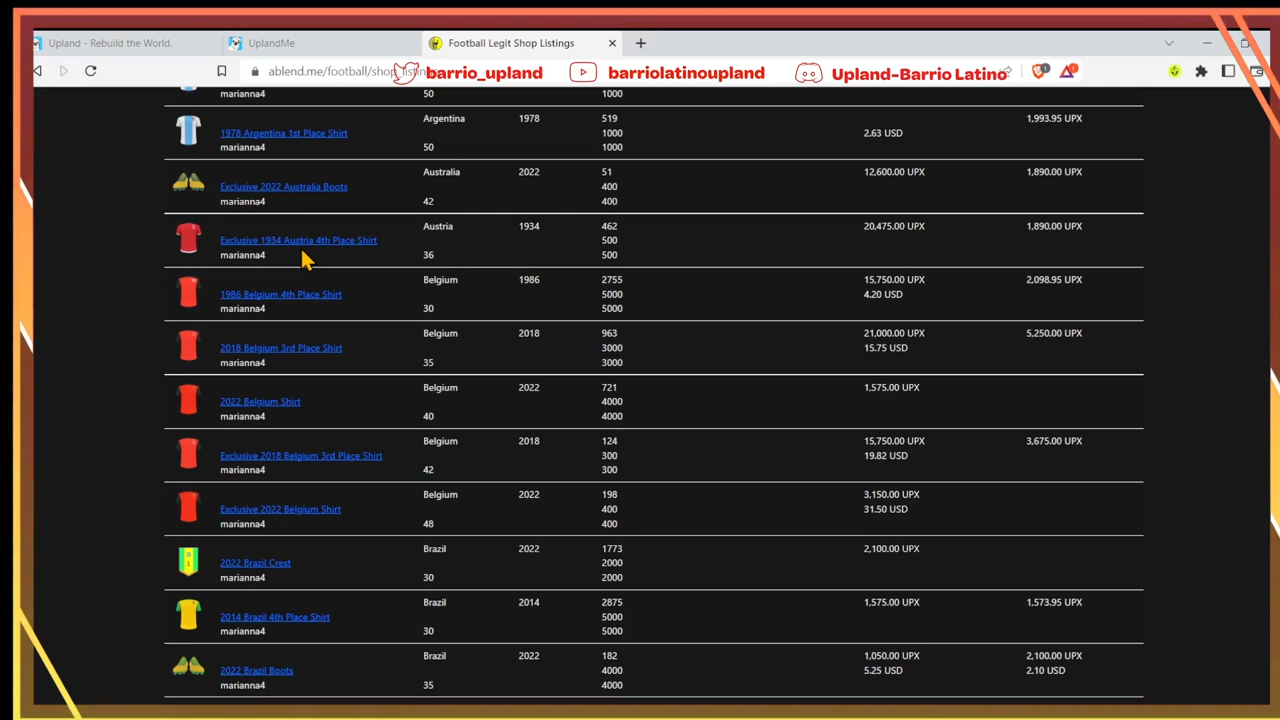 Upland - Rebuild the World.
UplandMe
Football Legit Shop Listings
ablend.me/football/shop_listings
barrio_upland
barriolatinoupland
Upland-Barrio Latino
marianna4 50 1000
Argentina 1978 519 1,993.95 UPX
1978 Argentina 1st Place Shirt 1000 2.63 USD
marianna4 50 1000
Australia 2022 51 12,600.00 UPX 1,890.00 UPX
Exclusive 2022 Australia Boots 400
marianna4 42 400
Austria 1934 462 20,475.00 UPX 1,890.00 UPX
Exclusive 1934 Austria 4th Place Shirt 500
marianna4 36 500
Belgium 1986 2755 15,750.00 UPX 2,098.95 UPX
1986 Belgium 4th Place Shirt 5000 4.20 USD
marianna4 30 5000
Belgium 2018 963 21,000.00 UPX 5,250.00 UPX
2018 Belgium 3rd Place Shirt 3000 15.75 USD
marianna4 35 3000
Belgium 2022 721 1,575.00 UPX
2022 Belgium Shirt 4000
marianna4 40 4000
Belgium 2018 124 15,750.00 UPX 3,675.00 UPX
Exclusive 2018 Belgium 3rd Place Shirt 300 19.82 USD
marianna4 42 300
Belgium 2022 198 3,150.00 UPX
Exclusive 2022 Belgium Shirt 400 31.50 USD
marianna4 48 400
Brazil 2022 1773 2,100.00 UPX
2022 Brazil Crest 2000
marianna4 30 2000
Brazil 2014 2875 1,575.00 UPX 1,573.95 UPX
2014 Brazil 4th Place Shirt 5000
marianna4 30 5000
Brazil 2022 182 1,050.00 UPX 2,100.00 UPX
2022 Brazil Boots 4000 5.25 USD 2.10 USD
marianna4 35 4000